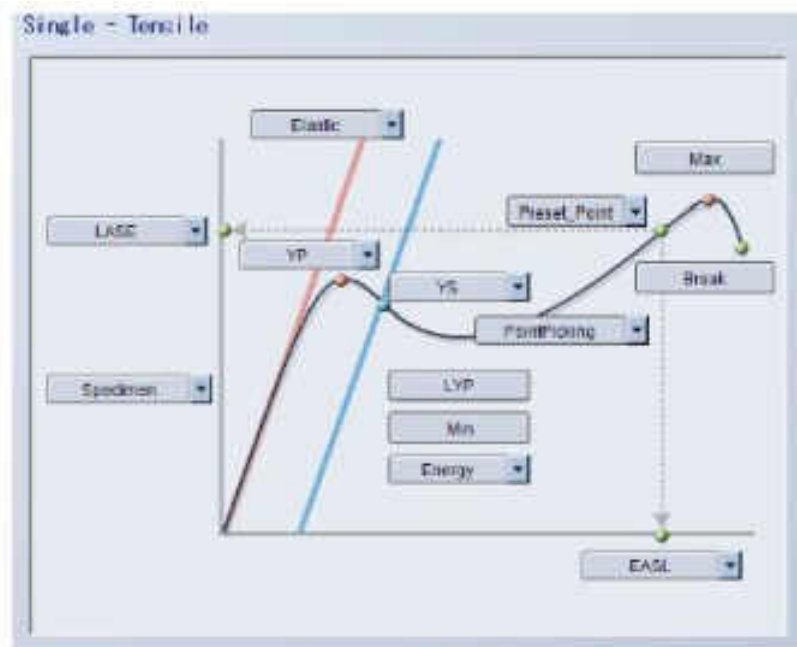 Single - Tensile
Elastic
Max
Preset_Point
LASE
YP
YS
Break
PointPicking
Specimen
LYP
Min
Energy
EASL